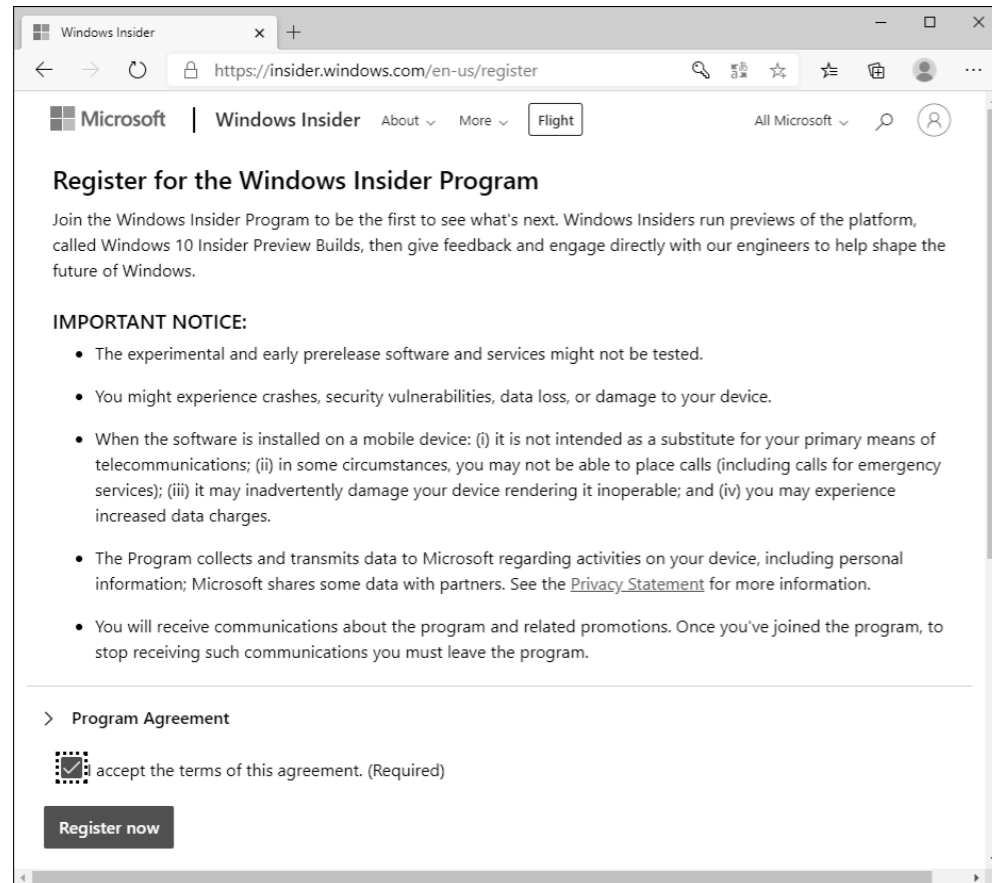 Windows Insider
https://insider.windows.com/en-us/register
Microsoft | Windows Insider About More Flight All Microsoft
Register for the Windows Insider Program
Join the Windows Insider Program to be the first to see what's next. Windows Insiders run previews of the platform,
called Windows 10 Insider Preview Builds, then give feedback and engage directly with our engineers to help shape the
future of Windows.
IMPORTANT NOTICE:
• The experimental and early prerelease software and services might not be tested.
• You might experience crashes, security vulnerabilities, data loss, or damage to your device.
• When the software is installed on a mobile device: (i) it is not intended as a substitute for your primary means of
telecommunications; (ii) in some circumstances, you may not be able to place calls (including calls for emergency
services); (iii) it may inadvertently damage your device rendering it inoperable; and (iv) you may experience
increased data charges.
• The Program collects and transmits data to Microsoft regarding activities on your device, including personal
information; Microsoft shares some data with partners. See the Privacy Statement for more information.
• You will receive communications about the program and related promotions. Once you've joined the program, to
stop receiving such communications you must leave the program.
Program Agreement
accept the terms of this agreement. (Required)
Register now